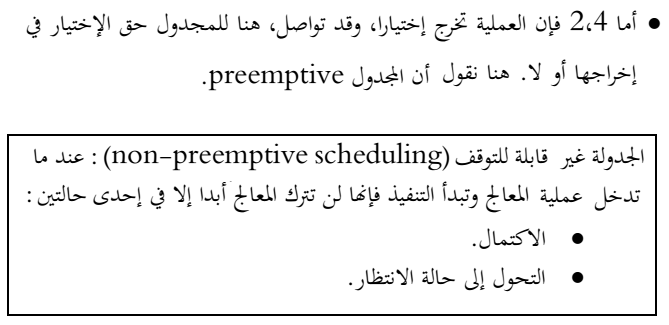 ● أما 2،4 فإن العملية تخرج إختيارا، وقد تواصل، هنا للمجدول حق الإختيار في
إخراجها أو لا. هنا نقول أن المجدول preemptive.
الجدولة غير قابلة للتوقف (non-preemptive scheduling) : عند ما
تدخل عملية المعالج وتبدأ التنفيذ فإنها لن تترك المعالج أبدا إلا في إحدى حالتين :
● الاكتمال.
● التحول إلى حالة الانتظار.